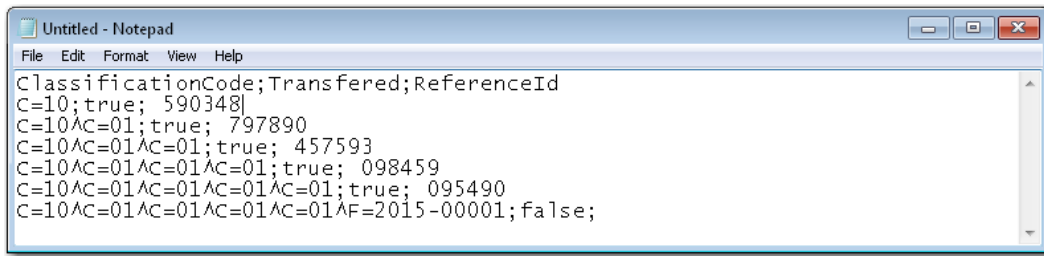 Untitled - Notepad
File Edit Format View Help
ClassificationCode;Transfered;ReferenceId
C=10;true; 590348
C=10^C=01;true; 797890
C=10^C=01^C=01;true; 457593
C=10^C=01^C=01^C=01;true; 098459
C=10^C=01^C=01^C=01^C=01;true; 095490
C=10^C=01^C=01^C=01^C=01^F=2015-00001;false;